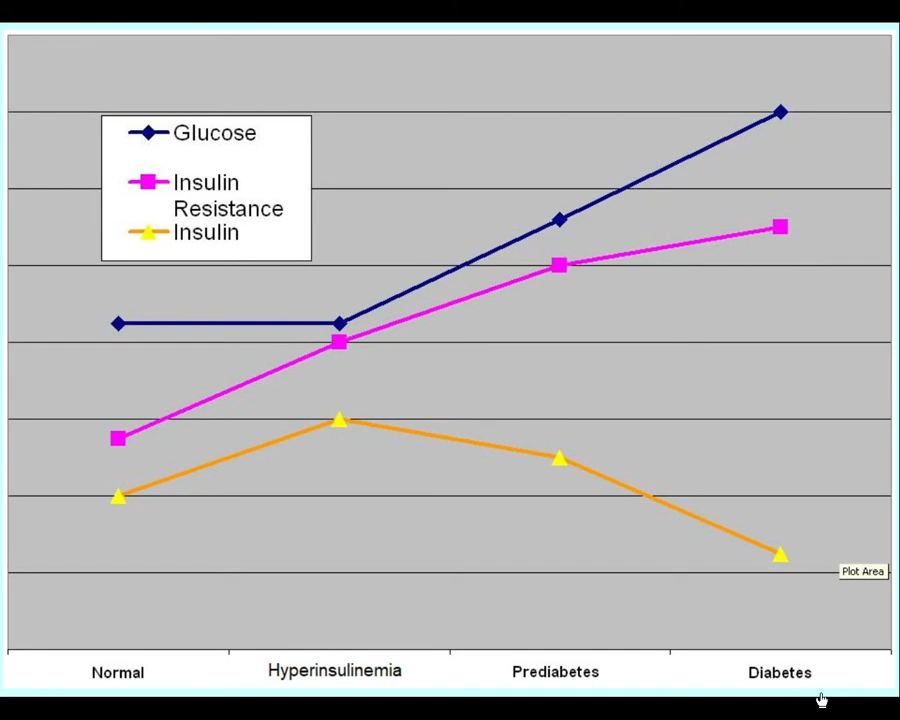 Glucose
Insulin
Resistance
Insulin
Plot Area
Normal
Hyperinsulinemia
Prediabetes
Diabetes